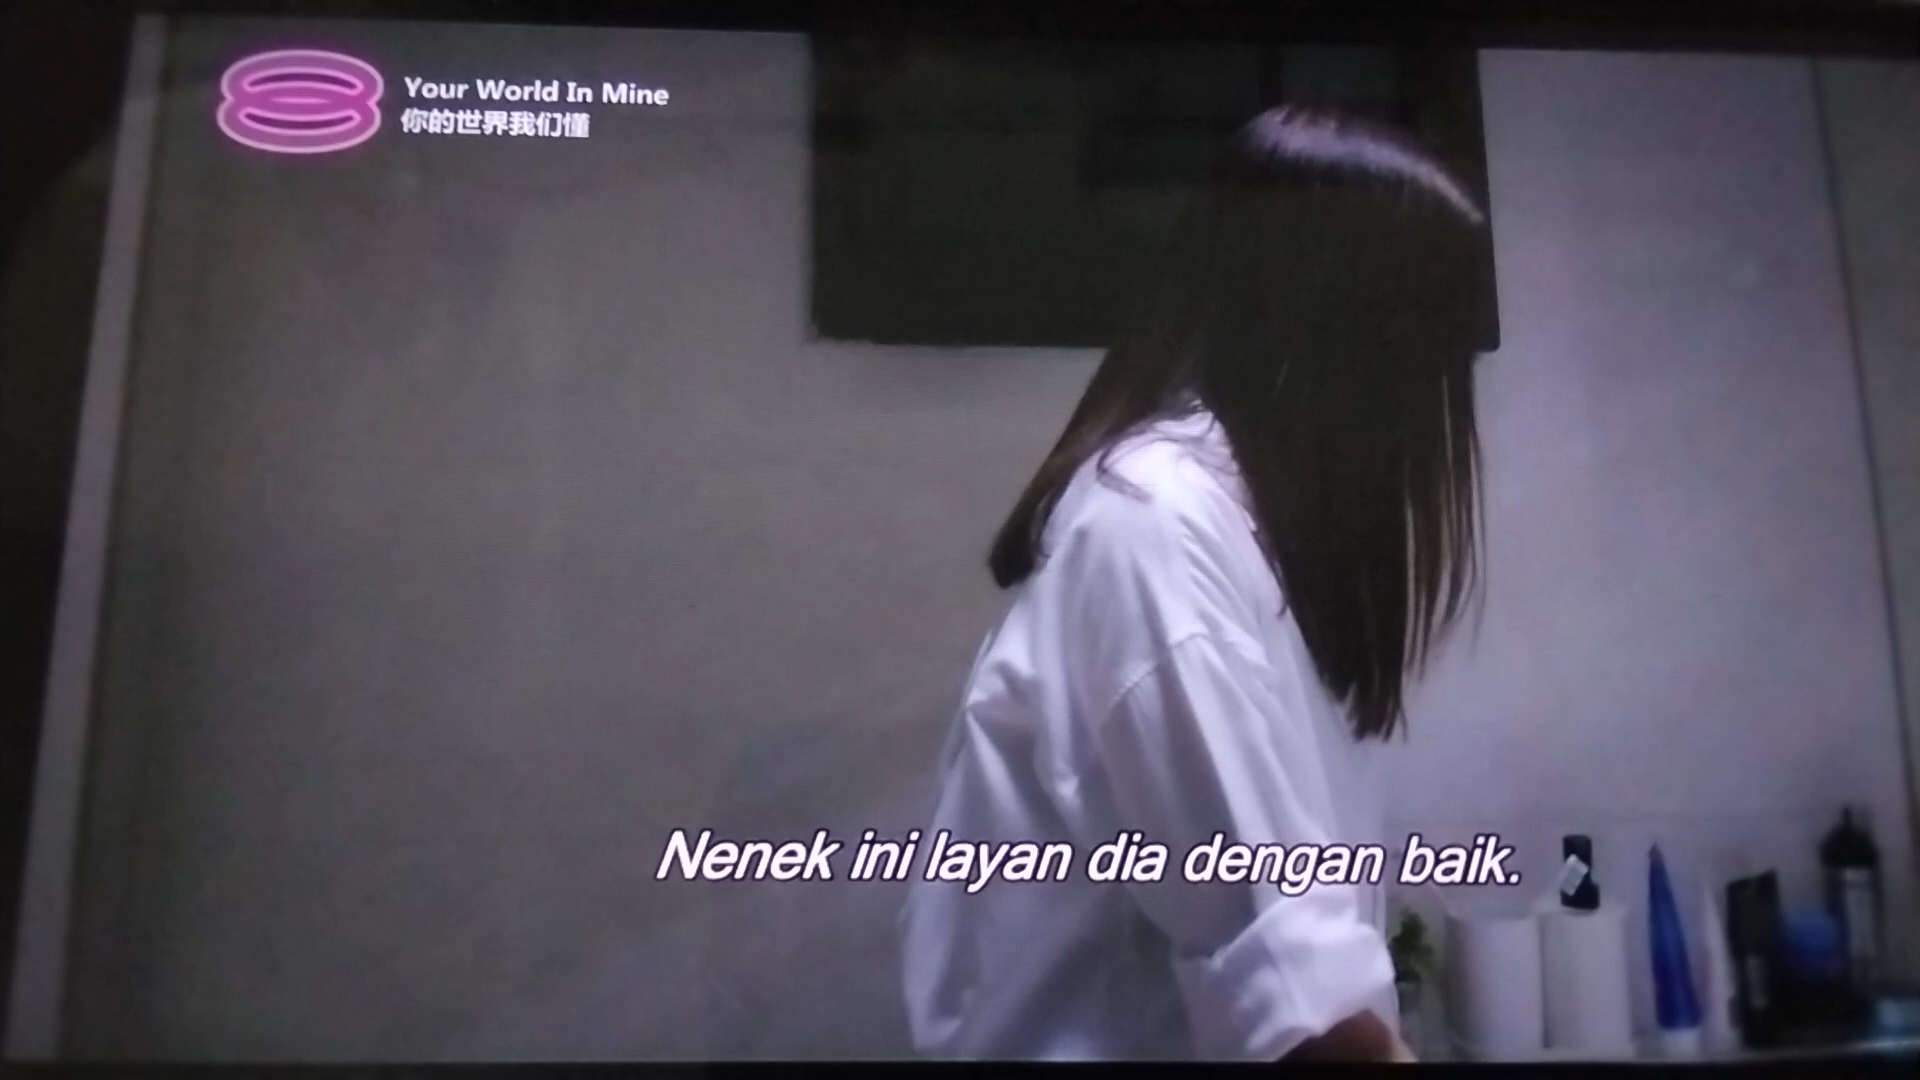 Your World In Mine
你的世界我们懂
Nenek ini layan dia dengan baik.